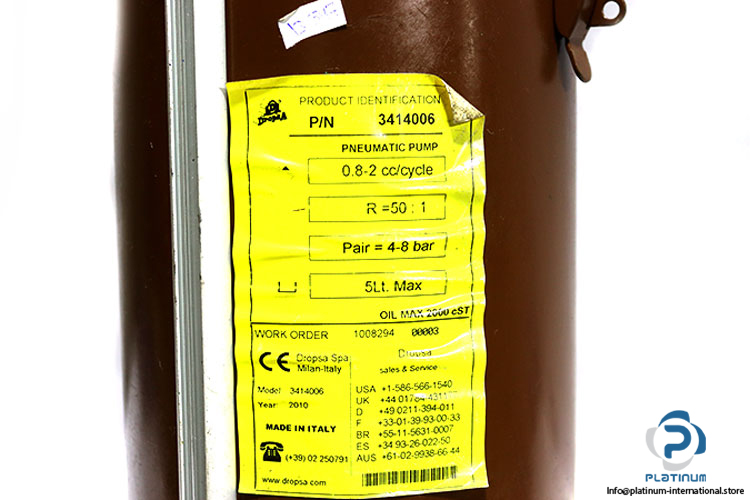 PRODUCT IDENTIFICATION
DropsA
P/N 3414006
PNEUMATIC PUMP
0.8-2 cc/cycle
R =50 : 1
Pair = 4-8 bar
5Lt. Max
OIL MAX 2000 cST
WORK ORDER 1008294 00003
CE Dropsa Spa
Milan-Italy
Dropsa
sales & Service
Model: 3414006
Year: 2010
MADE IN ITALY
(+39) 02 250791
www.dropsa.com
USA +1-586-566-1540
UK +44 01784-431177
D +49 0211-394-011
F +33-01-39-93-00-33
BR +55-11-5631-0007
ES +34 93-26-022-50
AUS +61-02-9938-66-44
PLATINUM
Info@platinum-international.store